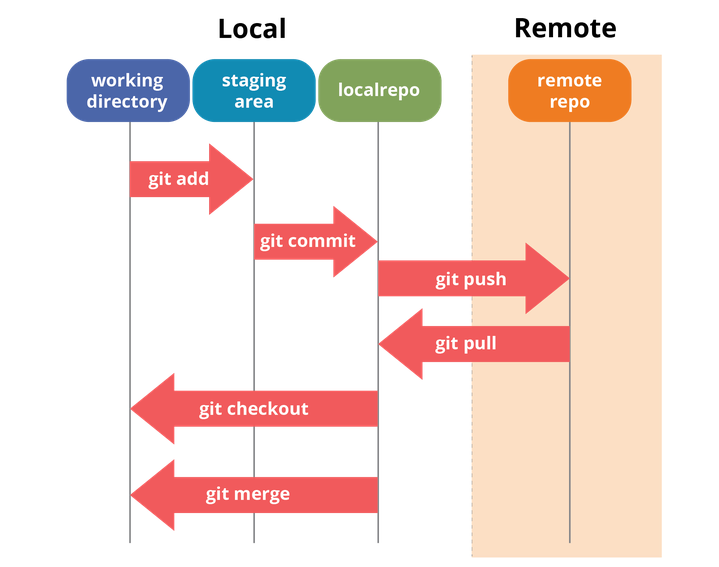 Local
Remote
working
directory
staging
area
localrepo
remote
repo
git add
git commit
git push
git pull
git checkout
git merge